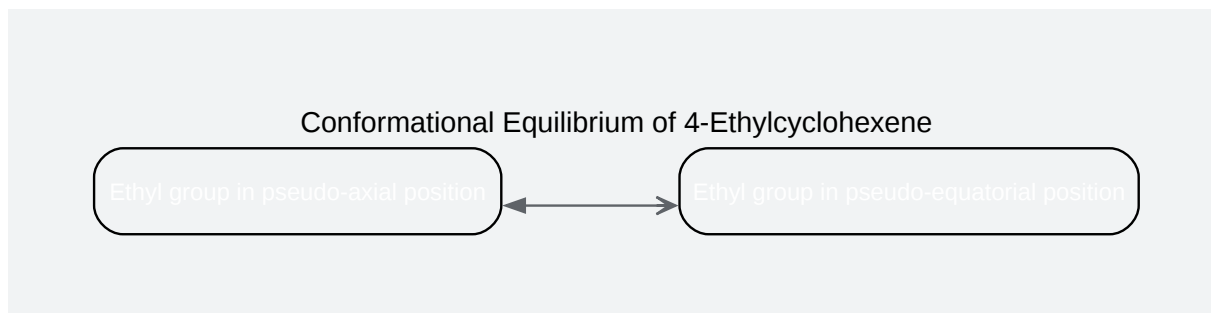 Conformational Equilibrium of 4-Ethylcyclohexene
Ethyl group in pseudo-axial position
Ethyl group in pseudo-equatorial position